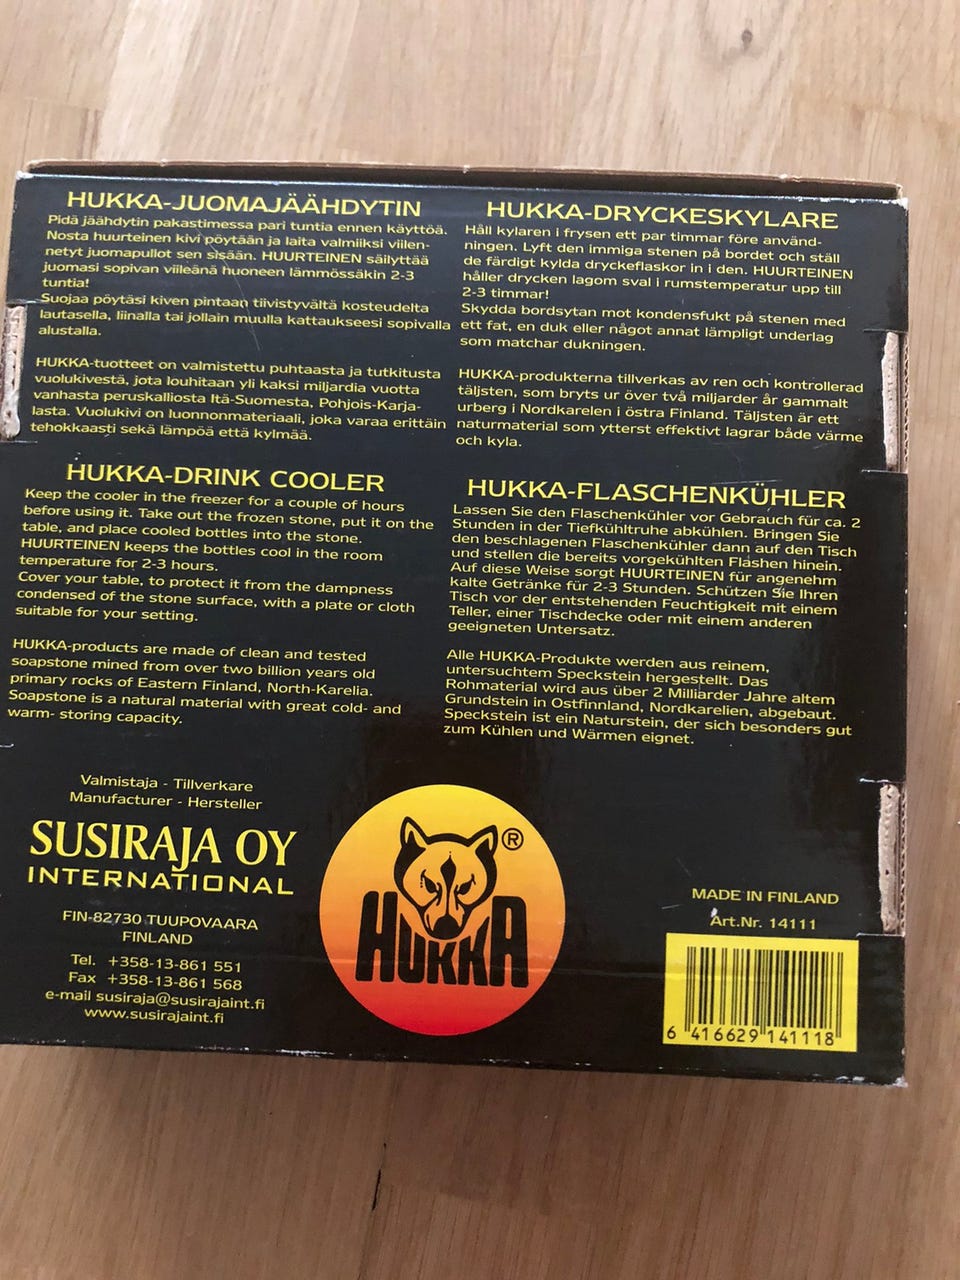 HUKKA-JUOMAJÄÄHDYTIN
Pidä jäähdytin pakastimessa pari tuntia ennen käyttöä.
Nosta huurteinen kivi pöytään ja laita valmiiksi viilen-
netyt juomapullot sen sisään. HUURTEINEN säilyttää
juomasi sopivan viileänä huoneen lämmössäkin 2-3
tuntia!
Suojaa pöytäsi kiven pintaan tiivistyvältä kosteudelta
lautasella, liinalla tai jollain muulla kattaukseesi sopivalla
alustalla.
HUKKA-tuotteet on valmistettu puhtaasta ja tutkitusta
vuolukivestä, jota louhitaan yli kaksi miljardia vuotta
vanhasta peruskalliosta Itä-Suomesta, Pohjois-Karja-
lasta. Vuolukivi on luonnonmateriaali, joka varaa erittäin
tehokkaasti sekä lämpöä että kylmää.
HUKKA-DRYCKESKYLARE
Håll kylaren i frysen ett par timmar före använd-
ningen. Lyft den immiga stenen på bordet och ställ
de färdigt kylda dryckeflaskor in i den. HUURTEINEN
håller drycken lagom sval i rumstemperatur upp till
2-3 timmar!
Skydda bordsytan mot kondensfukt på stenen med
ett fat, en duk eller något annat lämpligt underlag
som matchar dukningen.
HUKKA-produkterna tillverkas av ren och kontrollerad
täljsten, som bryts ur över två miljarder år gammalt
urberg i Nordkarelen i östra Finland. Täljsten är ett
naturmaterial som ytterst effektivt lagrar både värme
och kyla.
HUKKA-DRINK COOLER
Keep the cooler in the freezer for a couple of hours
before using it. Take out the frozen stone, put it on the
table, and place cooled bottles into the stone.
HUURTEINEN keeps the bottles cool in the room
temperature for 2-3 hours.
Cover your table, to protect it from the dampness
condensed of the stone surface, with a plate or cloth
suitable for your setting.
HUKKA-products are made of clean and tested
soapstone mined from over two billion years old
primary rocks of Eastern Finland, North-Karelia.
Soapstone is a natural material with great cold- and
warm- storing capacity.
HUKKA-FLASCHENKÜHLER
Lassen Sie den Flaschenkühler vor Gebrauch für ca. 2
Stunden in der Tiefkühltruhe abkühlen. Bringen Sie
den beschlagenen Flaschenkühler dann auf den Tisch
und stellen die bereits vorgekühlten Flashen hinein.
Auf diese Weise sorgt HUURTEINEN für angenehm
kalte Getränke für 2-3 Stunden. Schützen Sie Ihren
Tisch vor der entstehenden Feuchtigkeit mit einem
Teller, einer Tischdecke oder mit einem anderen
geeigneten Untersatz.
Alle HUKKA-Produkte werden aus reinem,
untersuchtem Speckstein hergestellt. Das
Rohmaterial wird aus über 2 Milliarder Jahre altem
Grundstein in Ostfinnland, Nordkarelien, abgebaut.
Speckstein ist ein Naturstein, der sich besonders gut
zum Kühlen und Wärmen eignet.
Valmistaja - Tillverkare
Manufacturer - Hersteller
SUSIRAJA OY
INTERNATIONAL
FIN-82730 TUUPOVAARA
FINLAND
Tel. +358-13-861 551
Fax +358-13-861 568
e-mail susiraja@susirajaint.fi
www.susirajaint.fi
®
HUKKA
MADE IN FINLAND
Art.Nr. 14111
6 416629 141118